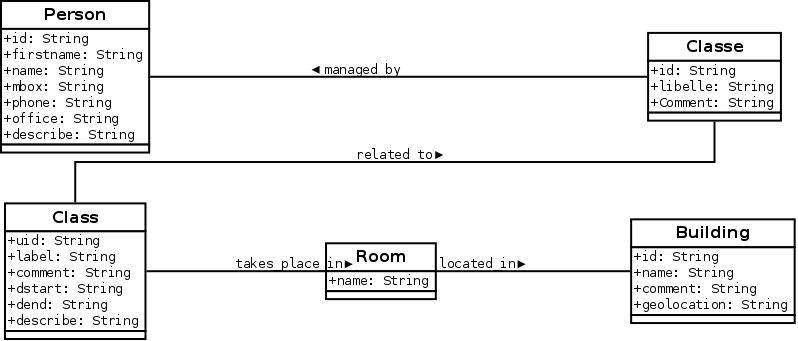 Person
+id: String
+firstname: String
+name: String
+mbox: String
+phone: String
+office: String
+describe: String
◄ managed by
Classe
+id: String
+libelle: String
+Comment: String
related to►
Class
+uid: String
+label: String
+comment: String
+dstart: String
+dend: String
+describe: String
takes place in►
Room
+name: String
located in►
Building
+id: String
+name: String
+comment: String
+geolocation: String